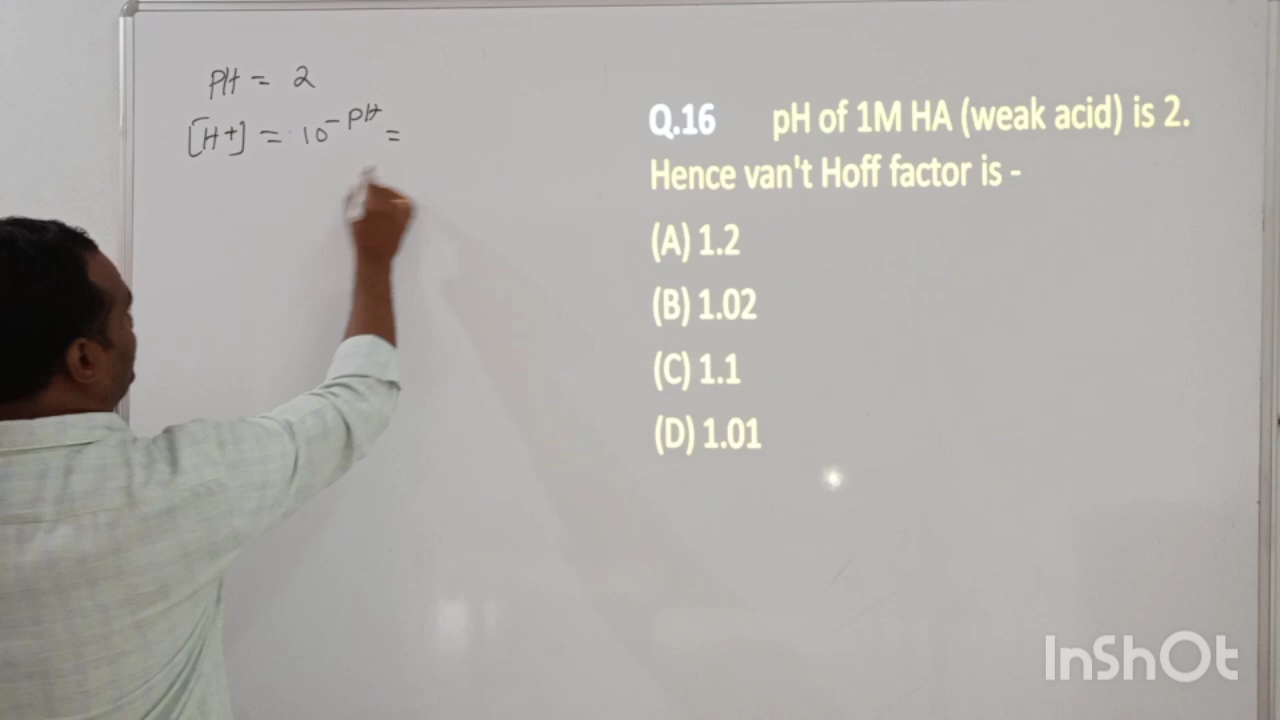 PH = 2
[H+] = 10^-PH =
Q.16 pH of 1M HA (weak acid) is 2.
Hence van't Hoff factor is -
(A) 1.2
(B) 1.02
(C) 1.1
(D) 1.01
InShOt